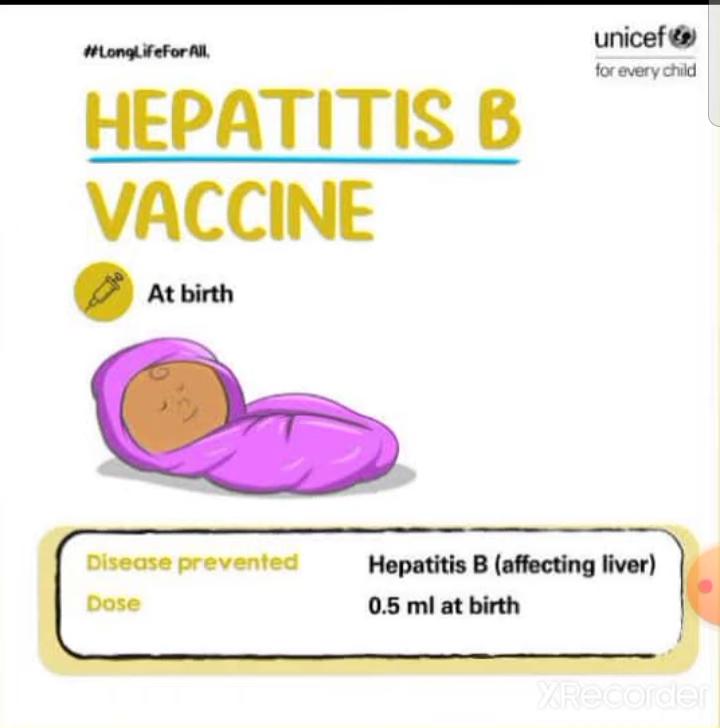 #LongLifeForAll.
unicef
for every child
HEPATITIS B
VACCINE
At birth
Disease prevented Hepatitis B (affecting liver)
Dose 0.5 ml at birth
XRecorder